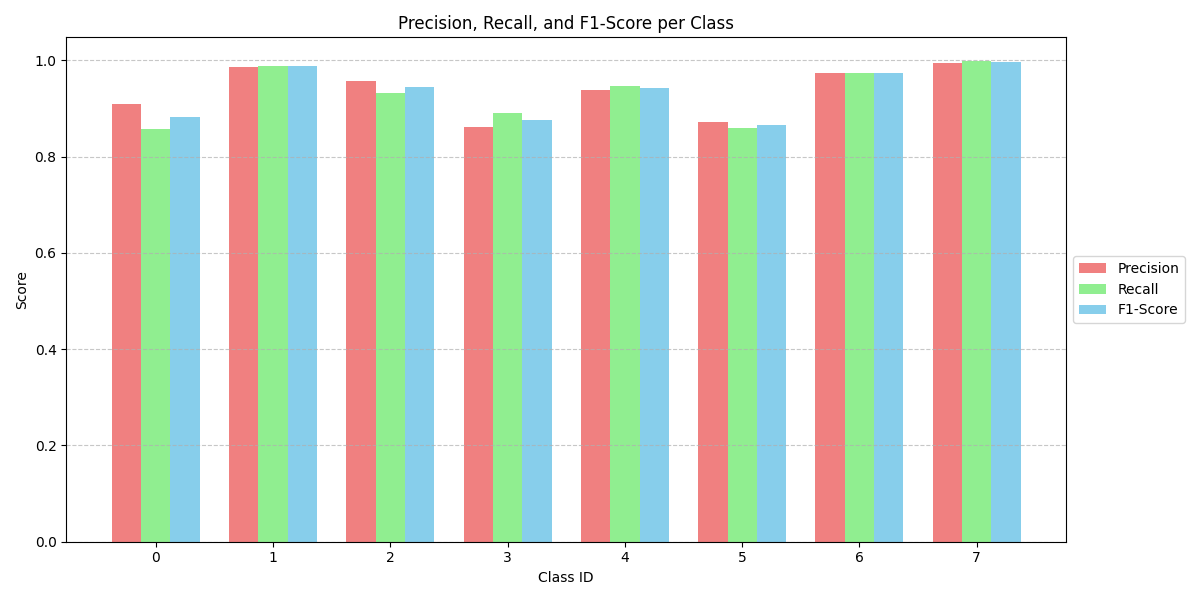 Precision, Recall, and F1-Score per Class
1.0
0.8
0.6
0.4
0.2
0.0
Score
0 1 2 3 4 5 6 7
Class ID
Precision
Recall
F1-Score